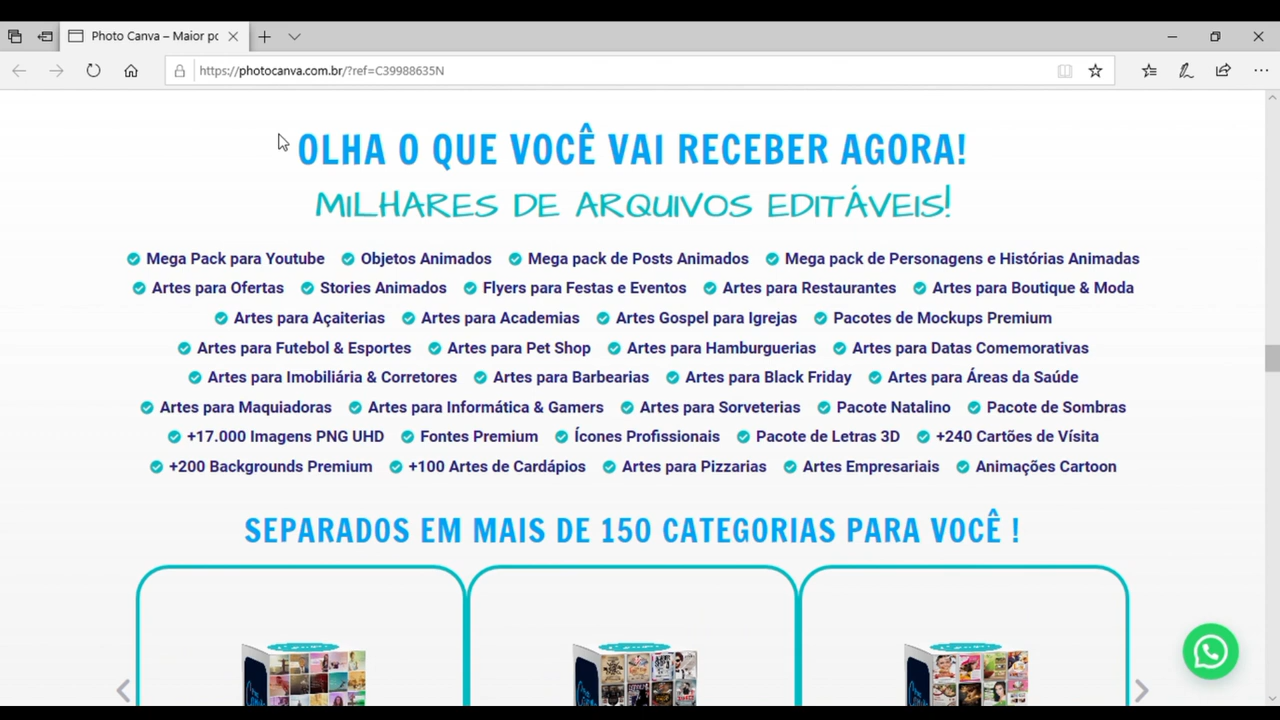 Photo Canva – Maior po
https://photocanva.com.br/?ref=C39988635N
OLHA O QUE VOCÊ VAI RECEBER AGORA!
MILHARES DE ARQUIVOS EDITÁVEIS!
Mega Pack para Youtube Objetos Animados Mega pack de Posts Animados Mega pack de Personagens e Histórias Animadas
Artes para Ofertas Stories Animados Flyers para Festas e Eventos Artes para Restaurantes Artes para Boutique & Moda
Artes para Açaiterias Artes para Academias Artes Gospel para Igrejas Pacotes de Mockups Premium
Artes para Futebol & Esportes Artes para Pet Shop Artes para Hamburguerias Artes para Datas Comemorativas
Artes para Imobiliária & Corretores Artes para Barbearias Artes para Black Friday Artes para Áreas da Saúde
Artes para Maquiadoras Artes para Informática & Gamers Artes para Sorveterias Pacote Natalino Pacote de Sombras
+17.000 Imagens PNG UHD Fontes Premium Ícones Profissionais Pacote de Letras 3D +240 Cartões de Vísita
+200 Backgrounds Premium +100 Artes de Cardápios Artes para Pizzarias Artes Empresariais Animações Cartoon
SEPARADOS EM MAIS DE 150 CATEGORIAS PARA VOCÊ !